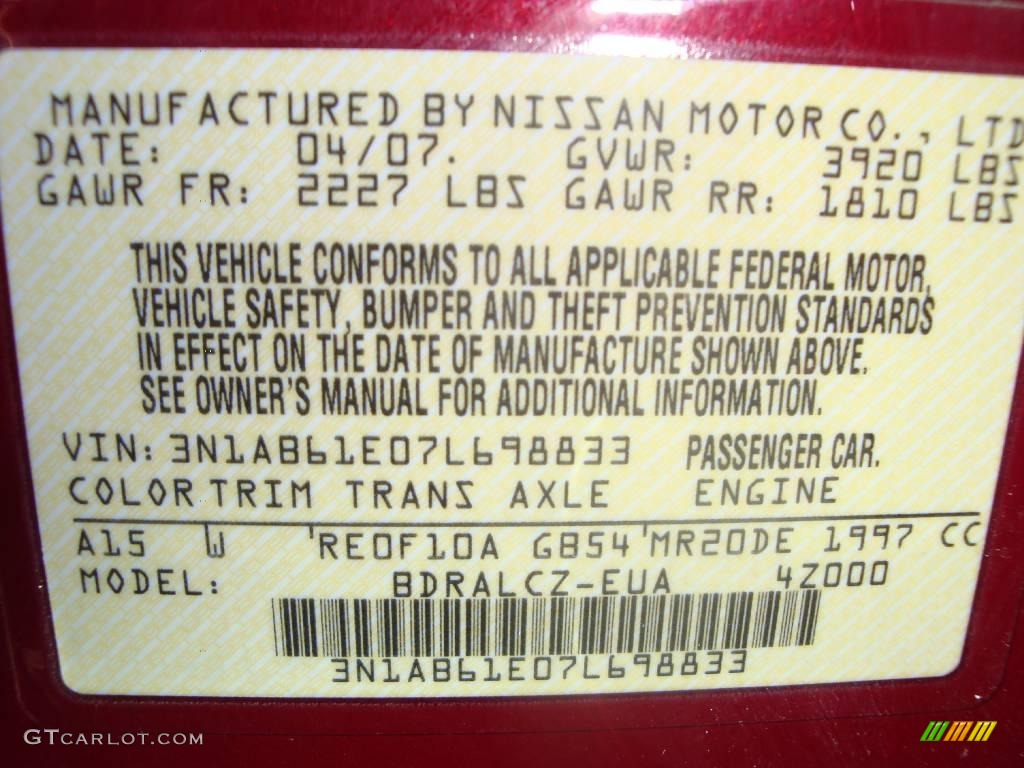 MANUFACTURED BY NISSAN MOTOR CO., LTD
DATE: 04/07. GVWR: 3920 LBS
GAWR FR: 2227 LBS GAWR RR: 1810 LBS
THIS VEHICLE CONFORMS TO ALL APPLICABLE FEDERAL MOTOR
VEHICLE SAFETY, BUMPER AND THEFT PREVENTION STANDARDS
IN EFFECT ON THE DATE OF MANUFACTURE SHOWN ABOVE.
SEE OWNER'S MANUAL FOR ADDITIONAL INFORMATION.
VIN: 3N1AB61E07L698833 PASSENGER CAR.
COLOR TRIM TRANS AXLE ENGINE
A15 W 'RE0F10A GB54 'MR20DE 1997 CC
MODEL: BDRALCZ-EUA 4Z000
3N1AB61E07L698833
GTCARLOT.COM